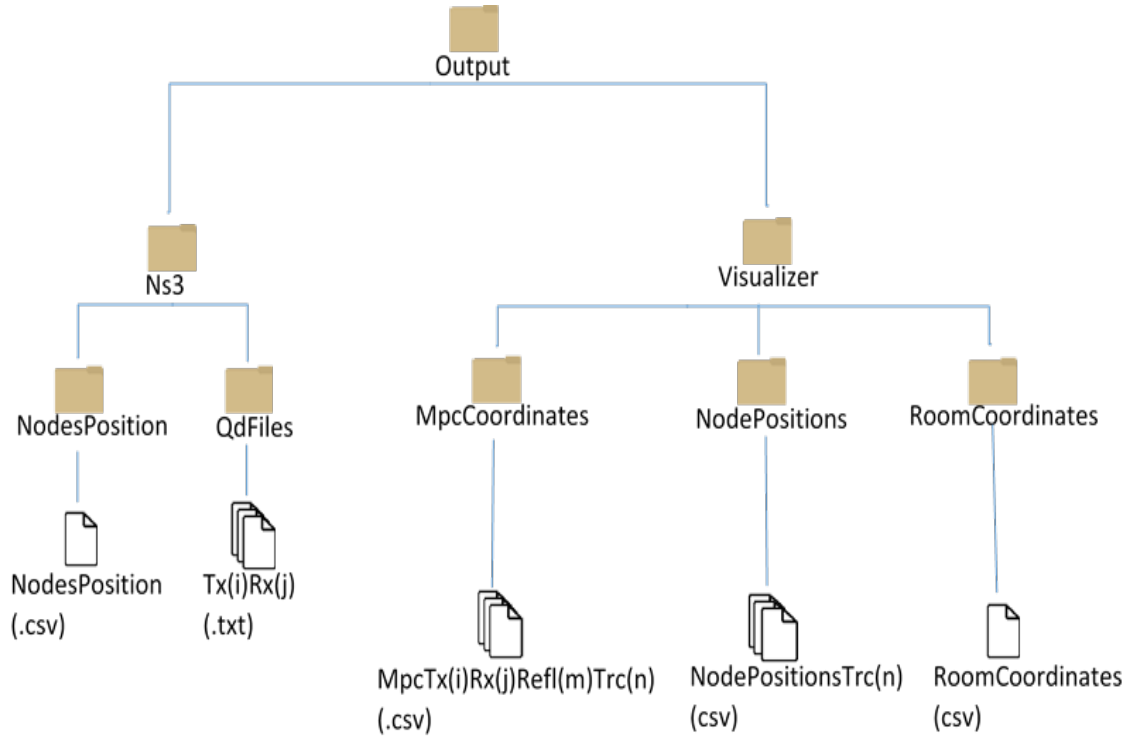 Output
Ns3
Visualizer
NodesPosition
QdFiles
MpcCoordinates
NodePositions
RoomCoordinates
NodesPosition
(.csv)
Tx(i)Rx(j)
(.txt)
MpcTx(i)Rx(j)Refl(m)Trc(n)
(.csv)
NodePositionsTrc(n)
(csv)
RoomCoordinates
(csv)